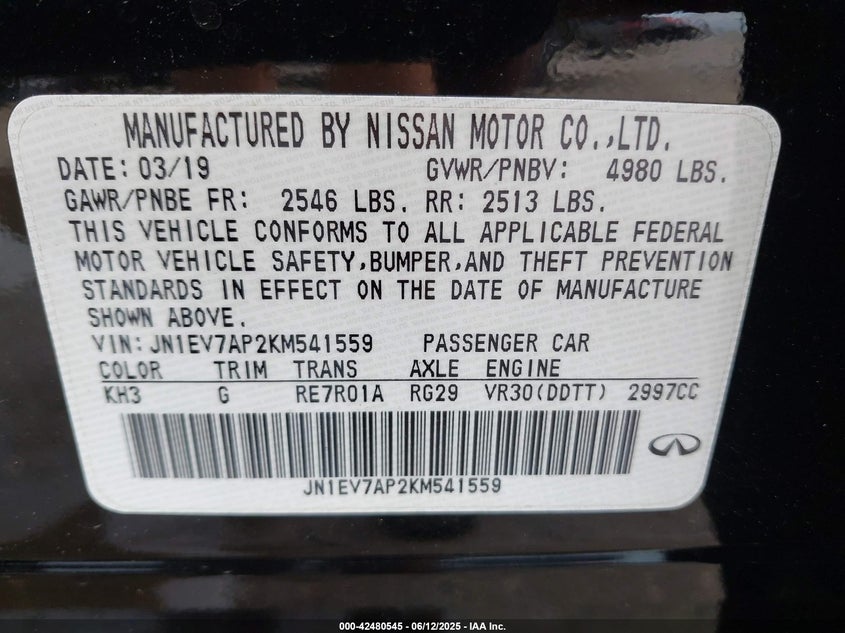 MANUFACTURED BY NISSAN MOTOR CO.,LTD.
DATE: 03/19 GVWR/PNBV: 4980 LBS.
GAWR/PNBE FR: 2546 LBS. RR: 2513 LBS.
THIS VEHICLE CONFORMS TO ALL APPLICABLE FEDERAL
MOTOR VEHICLE SAFETY,BUMPER,AND THEFT PREVENTION
STANDARDS IN EFFECT ON THE DATE OF MANUFACTURE
SHOWN ABOVE.
VIN: JN1EV7AP2KM541559 PASSENGER CAR
COLOR TRIM TRANS AXLE ENGINE
KH3 G RE7R01A RG29 VR30(DDTT) 2997CC
JN1EV7AP2KM541559
000-42480545 - 06/12/2025 - IAA Inc.